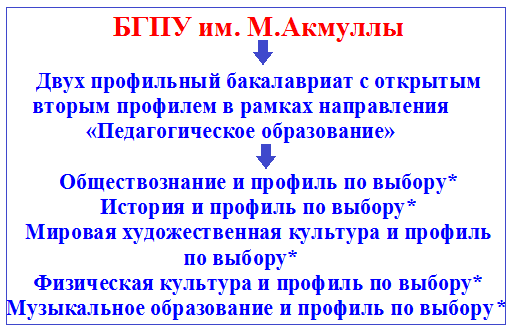 БГПУ им. М.Акмуллы
Двух профильный бакалавриат с открытым
вторым профилем в рамках направления
«Педагогическое образование»
Обществознание и профиль по выбору*
История и профиль по выбору*
Мировая художественная культура и профиль
по выбору*
Физическая культура и профиль по выбору*
Музыкальное образование и профиль по выбору*